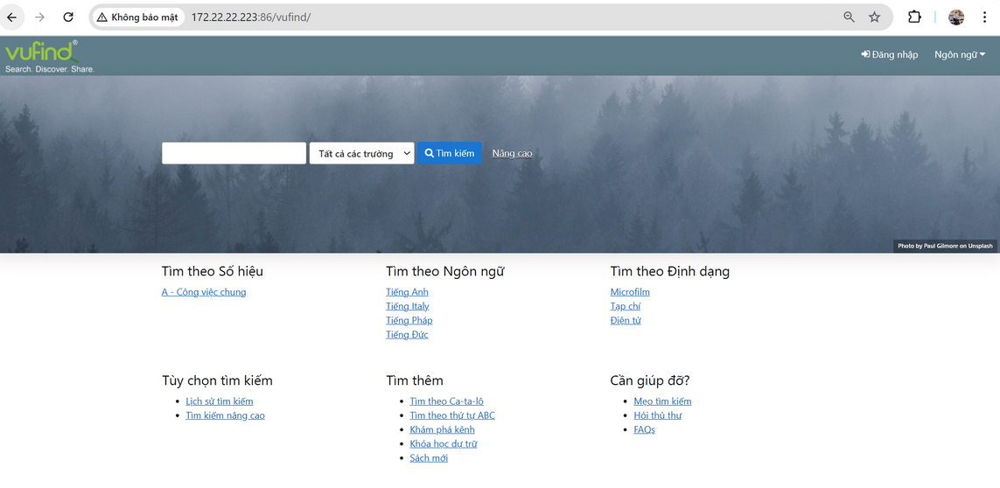 Không bảo mật
172.22.22.223:86/vufind/
vufind®
Search. Discover. Share.
Đăng nhập
Ngôn ngữ
Tất cả các trường
Tìm kiếm
Nâng cao
Photo by Paul Gilmore on Unsplash
Tìm theo Số hiệu
A - Công việc chung
Tìm theo Ngôn ngữ
Tiếng Anh
Tiếng Italy
Tiếng Pháp
Tiếng Đức
Tìm theo Định dạng
Microfilm
Tạp chí
Điện tử
Tùy chọn tìm kiếm
Lịch sử tìm kiếm
Tìm kiếm nâng cao
Tìm thêm
Tìm theo Ca-ta-lô
Tìm theo thứ tự ABC
Khám phá kênh
Khóa học dự trữ
Sách mới
Cần giúp đỡ?
Mẹo tìm kiếm
Hỏi thủ thư
FAQs